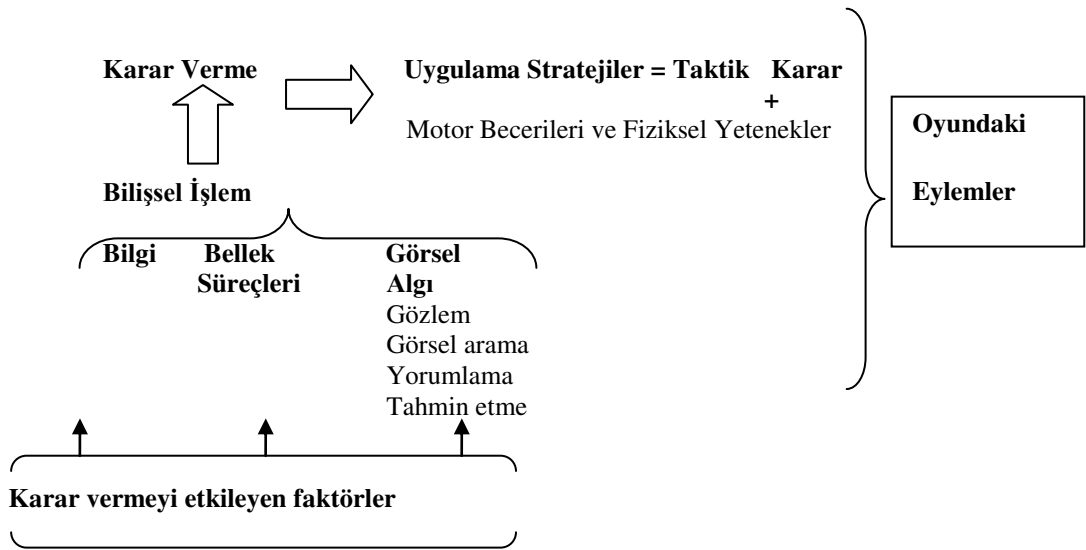 Karar Verme
Uygulama Stratejiler = Taktik Karar
+
Motor Becerileri ve Fiziksel Yetenekler
Oyundaki
Eylemler
Bilişsel İşlem
Bilgi
Bellek
Süreçleri
Görsel
Algı
Gözlem
Görsel arama
Yorumlama
Tahmin etme
Karar vermeyi etkileyen faktörler